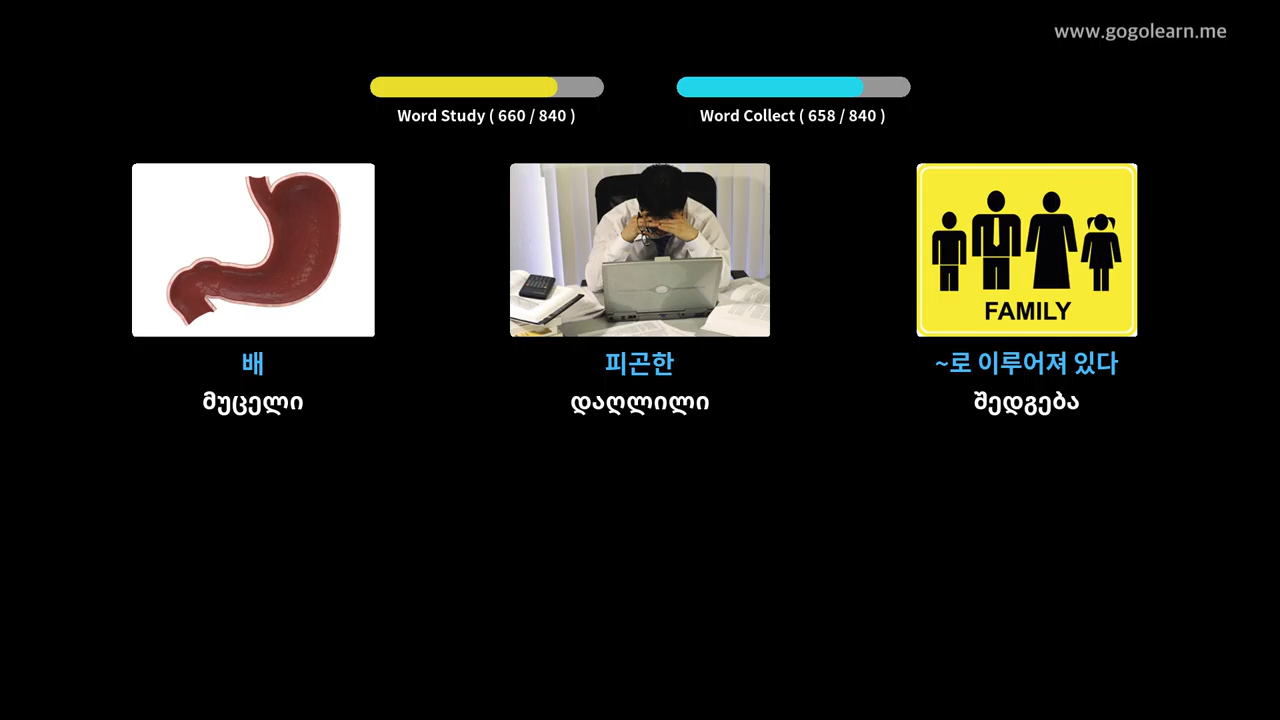 www.gogolearn.me
Word Study ( 660 / 840 )
Word Collect ( 658 / 840 )
FAMILY
배
피곤한
~로 이루어져 있다
მუცელი
დაღლილი
შედგება